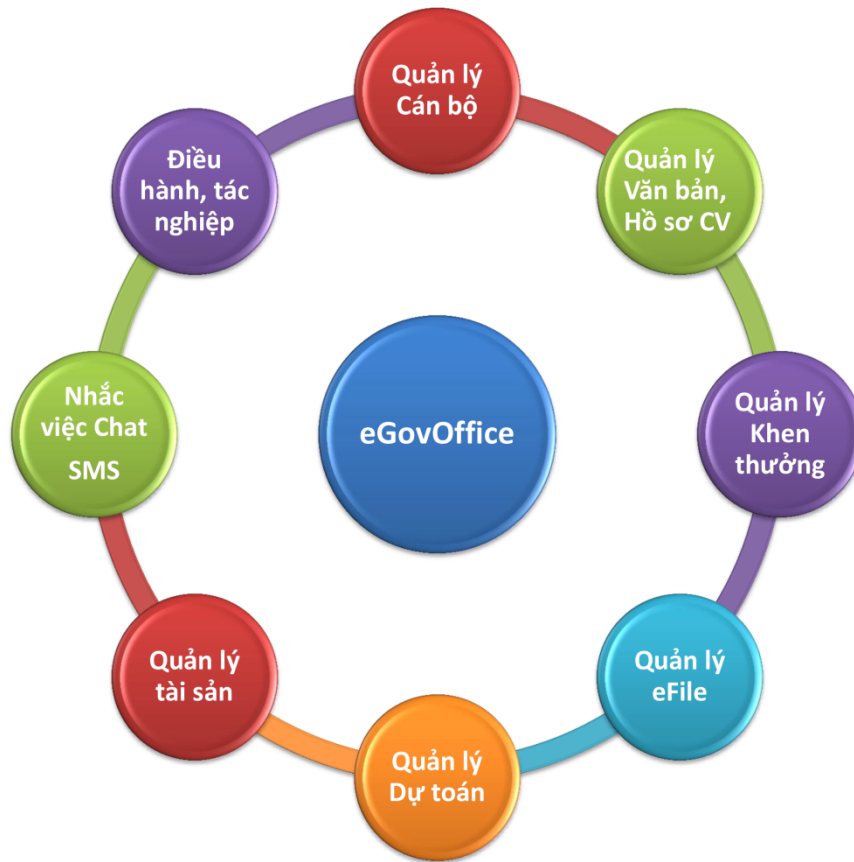 Quản lý
Cán bộ
Quản lý
Văn bản,
Hồ sơ CV
Quản lý
Khen
thưởng
Quản lý
eFile
Quản lý
Dự toán
Quản lý
tài sản
Nhắc
việc Chat
SMS
Điều
hành, tác
nghiệp
eGovOffice